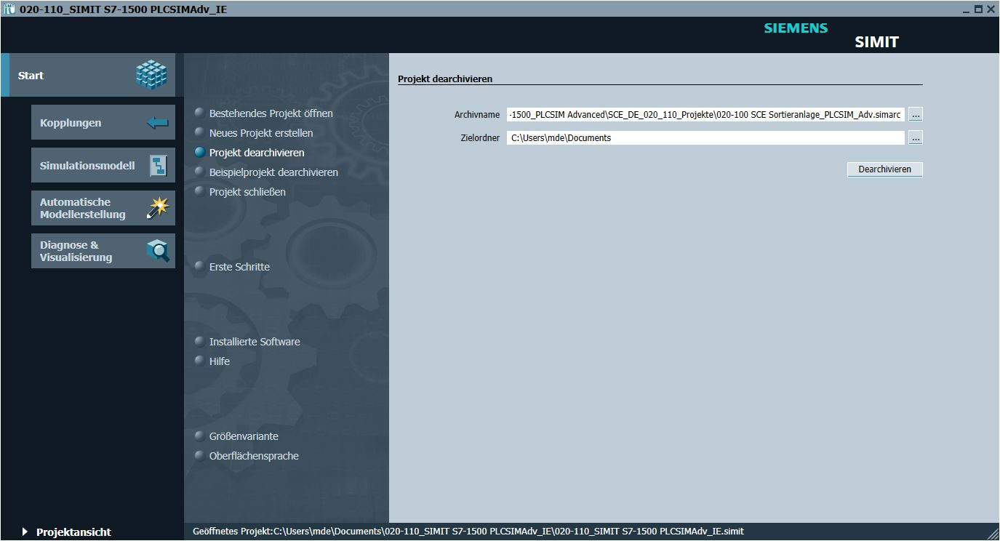 020-110_SIMIT S7-1500 PLCSIMAdv_IE
SIEMENS
SIMIT
Start
Kopplungen
Simulationsmodell
Automatische
Modellerstellung
Diagnose &
Visualisierung
Bestehendes Projekt öffnen
Neues Projekt erstellen
Projekt dearchivieren
Beispielprojekt dearchivieren
Projekt schließen
Erste Schritte
Installierte Software
Hilfe
Größenvariante
Oberflächensprache
Projekt dearchivieren
Archivname -1500_PLCSIM Advanced\SCE_DE_020_110_Projekte\020-100 SCE Sortieranlage_PLCSIM_Adv.simarc ...
Zielordner C:\Users\mde\Documents ...
Dearchivieren
Projektansicht
Geöffnetes Projekt:C:\Users\mde\Documents\020-110_SIMIT S7-1500 PLCSIMAdv_IE\020-110_SIMIT S7-1500 PLCSIMAdv_IE.simit